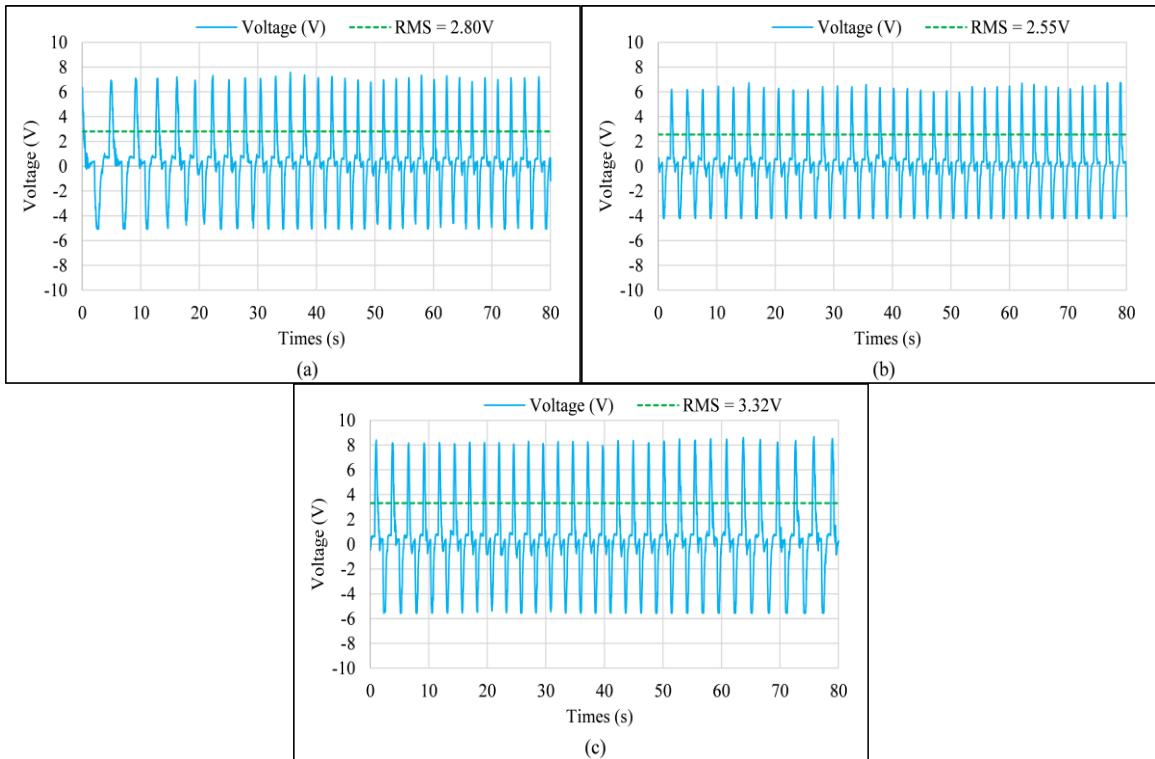 Voltage (V) RMS = 2.80V
10
8
6
4
2
0
-2
-4
-6
-8
-10
Voltage (V)
0 10 20 30 40 50 60 70 80
Times (s)
(a)
Voltage (V) RMS = 2.55V
10
8
6
4
2
0
-2
-4
-6
-8
-10
Voltage (V)
0 10 20 30 40 50 60 70 80
Times (s)
(b)
Voltage (V) RMS = 3.32V
10
8
6
4
2
0
-2
-4
-6
-8
-10
Voltage (V)
0 10 20 30 40 50 60 70 80
Times (s)
(c)